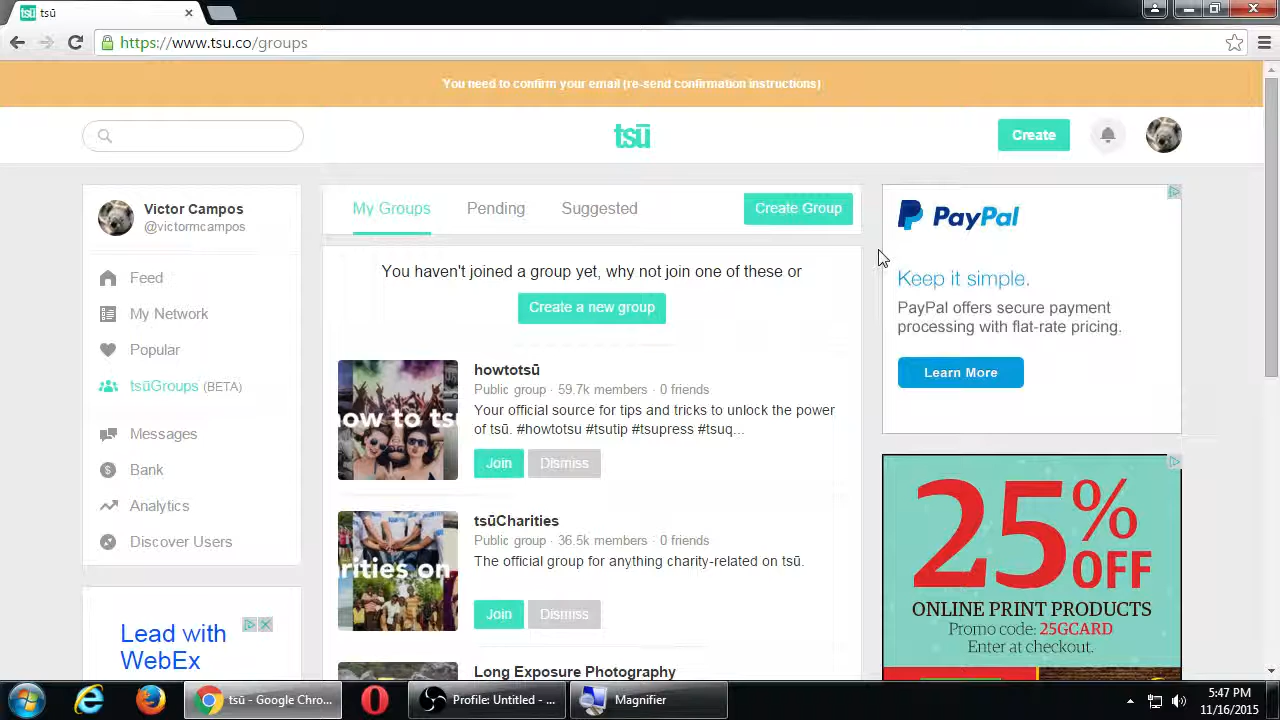 tsū tsū
https://www.tsu.co/groups
You need to confirm your email (re-send confirmation instructions)
tsū
Create
Victor Campos
@victormcampos
Feed
My Network
Popular
tsūGroups (BETA)
Messages
Bank
Analytics
Discover Users
Lead with
WebEx
My Groups Pending Suggested Create Group
You haven't joined a group yet, why not join one of these or
Create a new group
how to ts
howtotsū
Public group · 59.7k members · 0 friends
Your official source for tips and tricks to unlock the power
of tsū. #howtotsu #tsutip #tsupress #tsuq...
Join Dismiss
rities on
tsūCharities
Public group · 36.5k members · 0 friends
The official group for anything charity-related on tsū.
Join Dismiss
Long Exposure Photography
PayPal
Keep it simple.
PayPal offers secure payment
processing with flat-rate pricing.
Learn More
25% OFF
ONLINE PRINT PRODUCTS
Promo code: 25GCARD
Enter at checkout.
tsū - Google Chro...
Profile: Untitled - ...
Magnifier
5:47 PM
11/16/2015